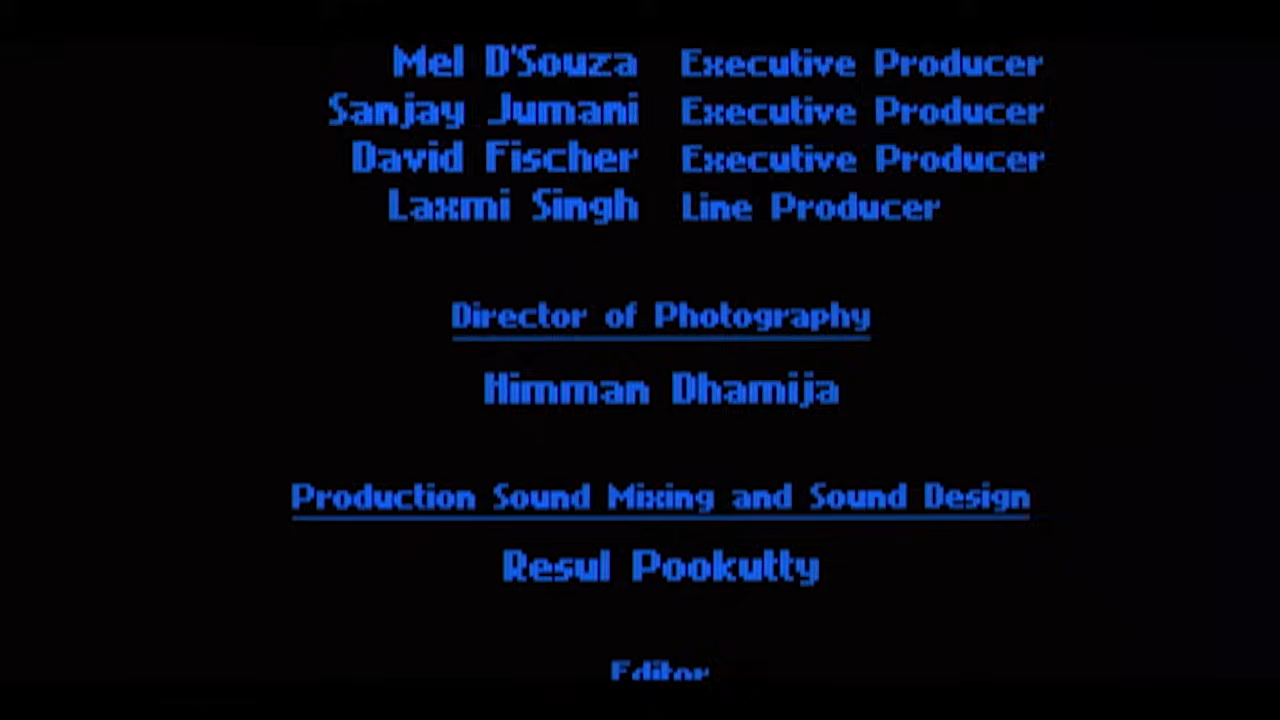 Mel D'Souza Executive Producer
Sanjay Jumani Executive Producer
David Fischer Executive Producer
Laxmi Singh Line Producer
Director of Photography
Himman Dhamija
Production Sound Mixing and Sound Design
Resul Pookutty
Editor